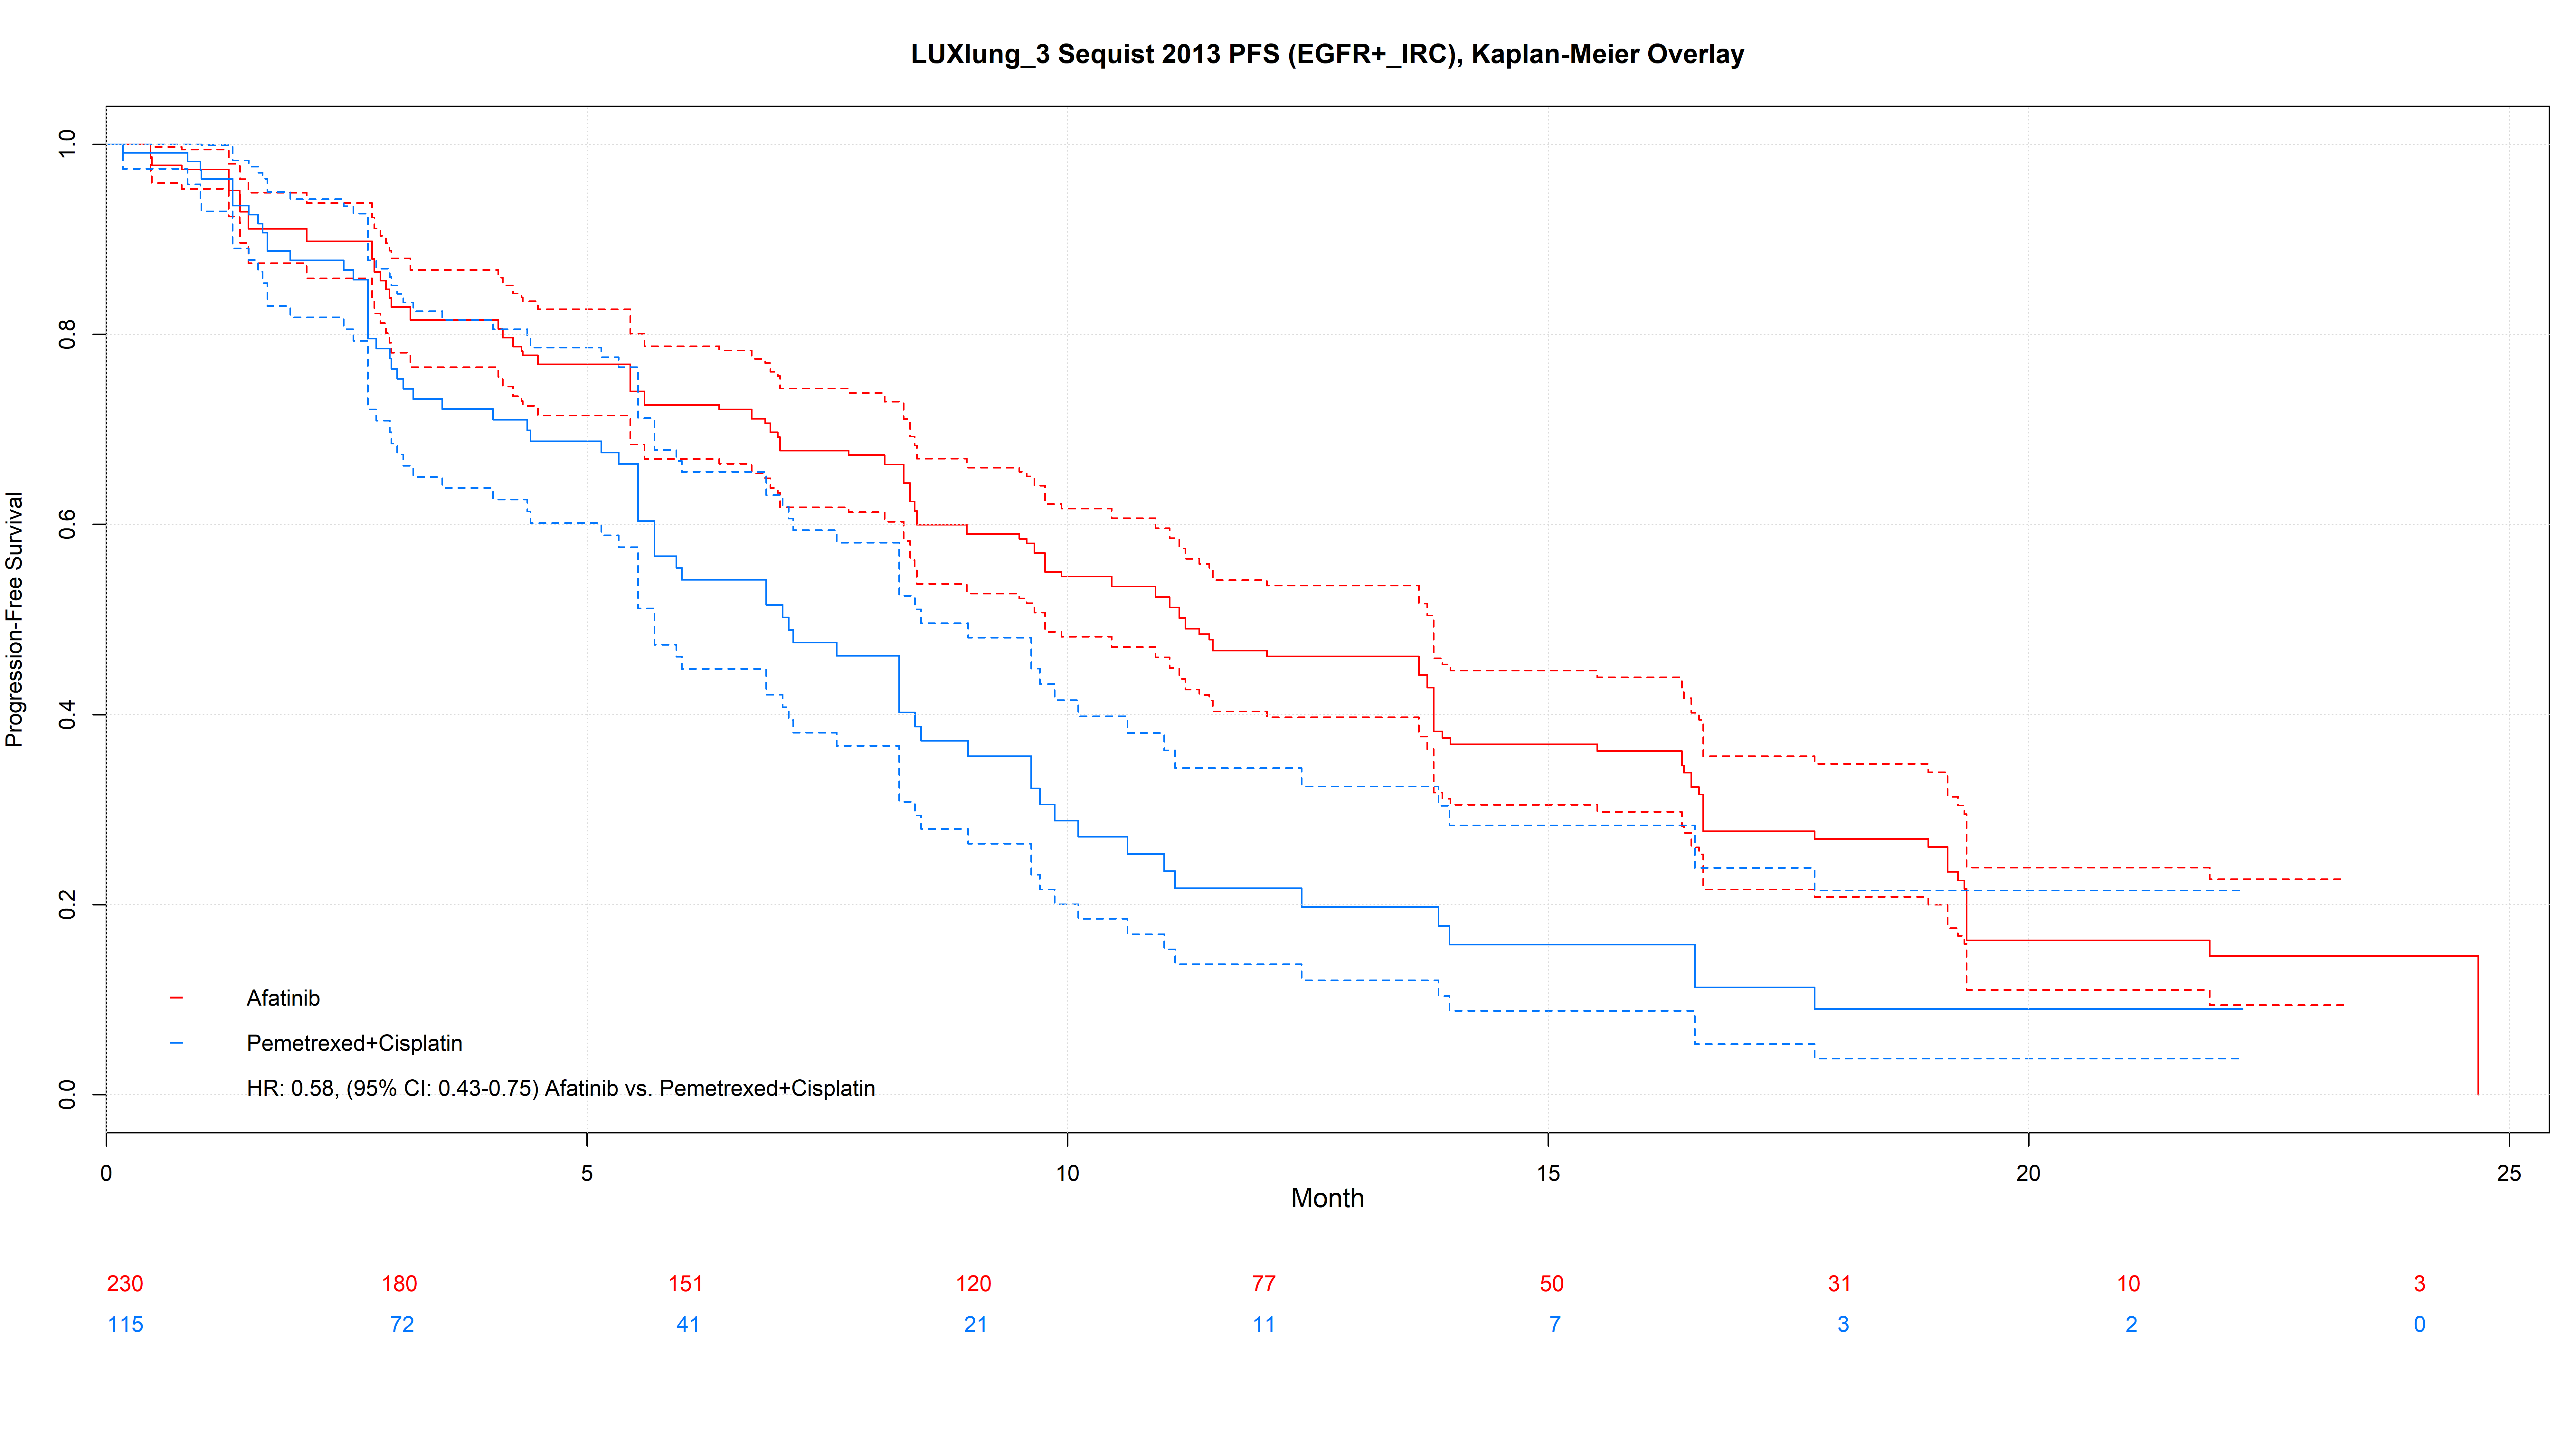 LUXlung_3 Sequist 2013 PFS (EGFR+_IRC), Kaplan-Meier Overlay
Progression-Free Survival
1.0
0.8
0.6
0.4
0.2
0.0
Afatinib
Pemetrexed+Cisplatin
HR: 0.58, (95% CI: 0.43-0.75) Afatinib vs. Pemetrexed+Cisplatin
0 5 10 15 20 25
Month
230 180 151 120 77 50 31 10 3
115 72 41 21 11 7 3 2 0